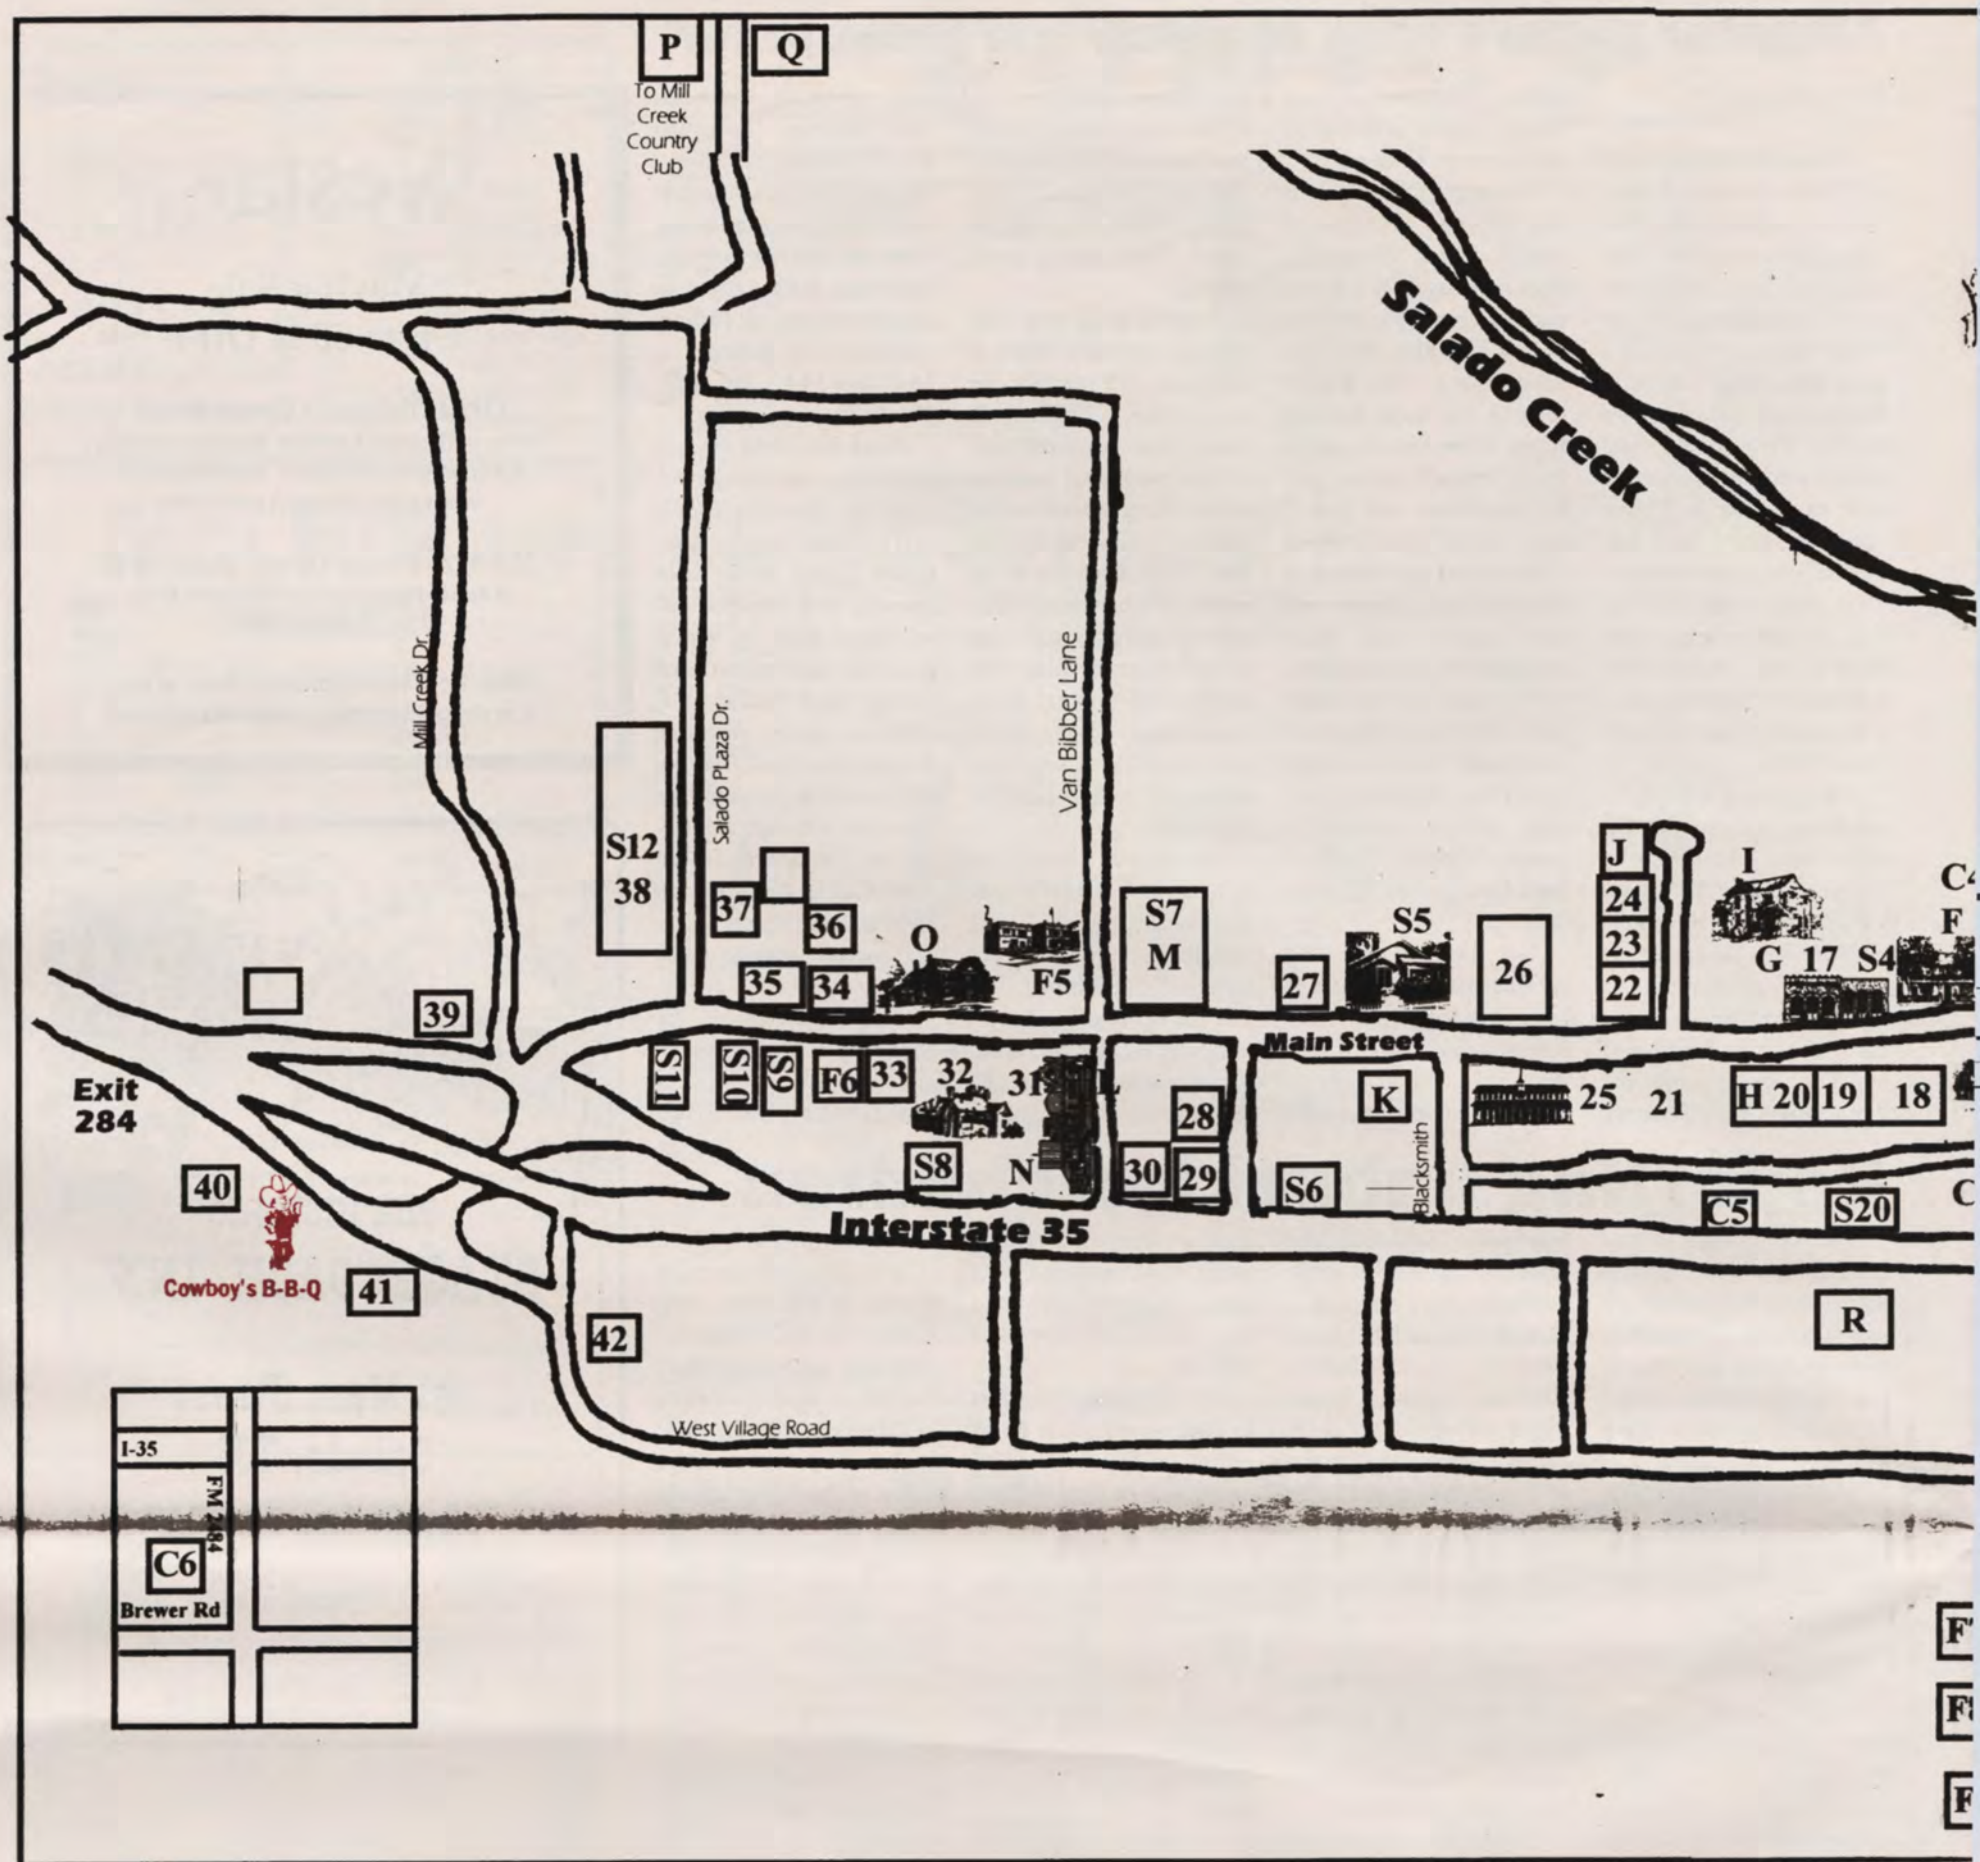 P
Q
To Mill
Creek
Country
Club
Salado Creek
Mill Creek Dr.
Salado PLaza Dr.
Van Bibber Lane
S12
38
37
36
35
34
O
F5
S7
M
27
S5
26
J
24
23
22
I
G 17 S4
F
39
Main Street
Exit
284
S11
S10
S9
F6
33
32
31
L
S8
N
28
30
29
K
S6
Blacksmith
25
21
H 20
19
18
C5
S20
C
40
Cowboy's B-B-Q
41
42
Interstate 35
R
West Village Road
I-35
FM 2484
C6
Brewer Rd